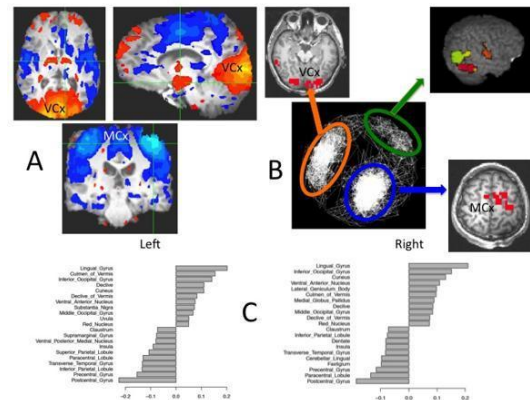 VCx
VCx
VCx
MCx
A
B
MCx
Left
Right
C
Lingual_Gyrus
Culmen_of_Vermis
Inferior_Occipital_Gyrus
Declive
Cuneus
Declive_of_Vermis
Ventral_Anterior_Nucleus
Substantia_Nigra
Middle_Occipital_Gyrus
Uvula
Red_Nucleus
Claustrum
Supramarginal_Gyrus
Ventral_Posterior_Medial_Nucleus
Insula
Superior_Parietal_Lobule
Paracentral_Lobule
Transverse_Temporal_Gyrus
Inferior_Parietal_Lobule
Precentral_Gyrus
Postcentral_Gyrus
-0.2 -0.1 0.0 0.1 0.2
Lingual_Gyrus
Inferior_Occipital_Gyrus
Cuneus
Ventral_Anterior_Nucleus
Lateral_Geniculum_Body
Culmen_of_Vermis
Medial_Globus_Pallidus
Declive
Middle_Occipital_Gyrus
Declive_of_Vermis
Red_Nucleus
Claustrum
Inferior_Parietal_Lobule
Dentate
Insula
Transverse_Temporal_Gyrus
Cerebellar_Lingual
Fastigium
Precentral_Gyrus
Paracentral_Lobule
Postcentral_Gyrus
-0.2 -0.1 0.0 0.1 0.2